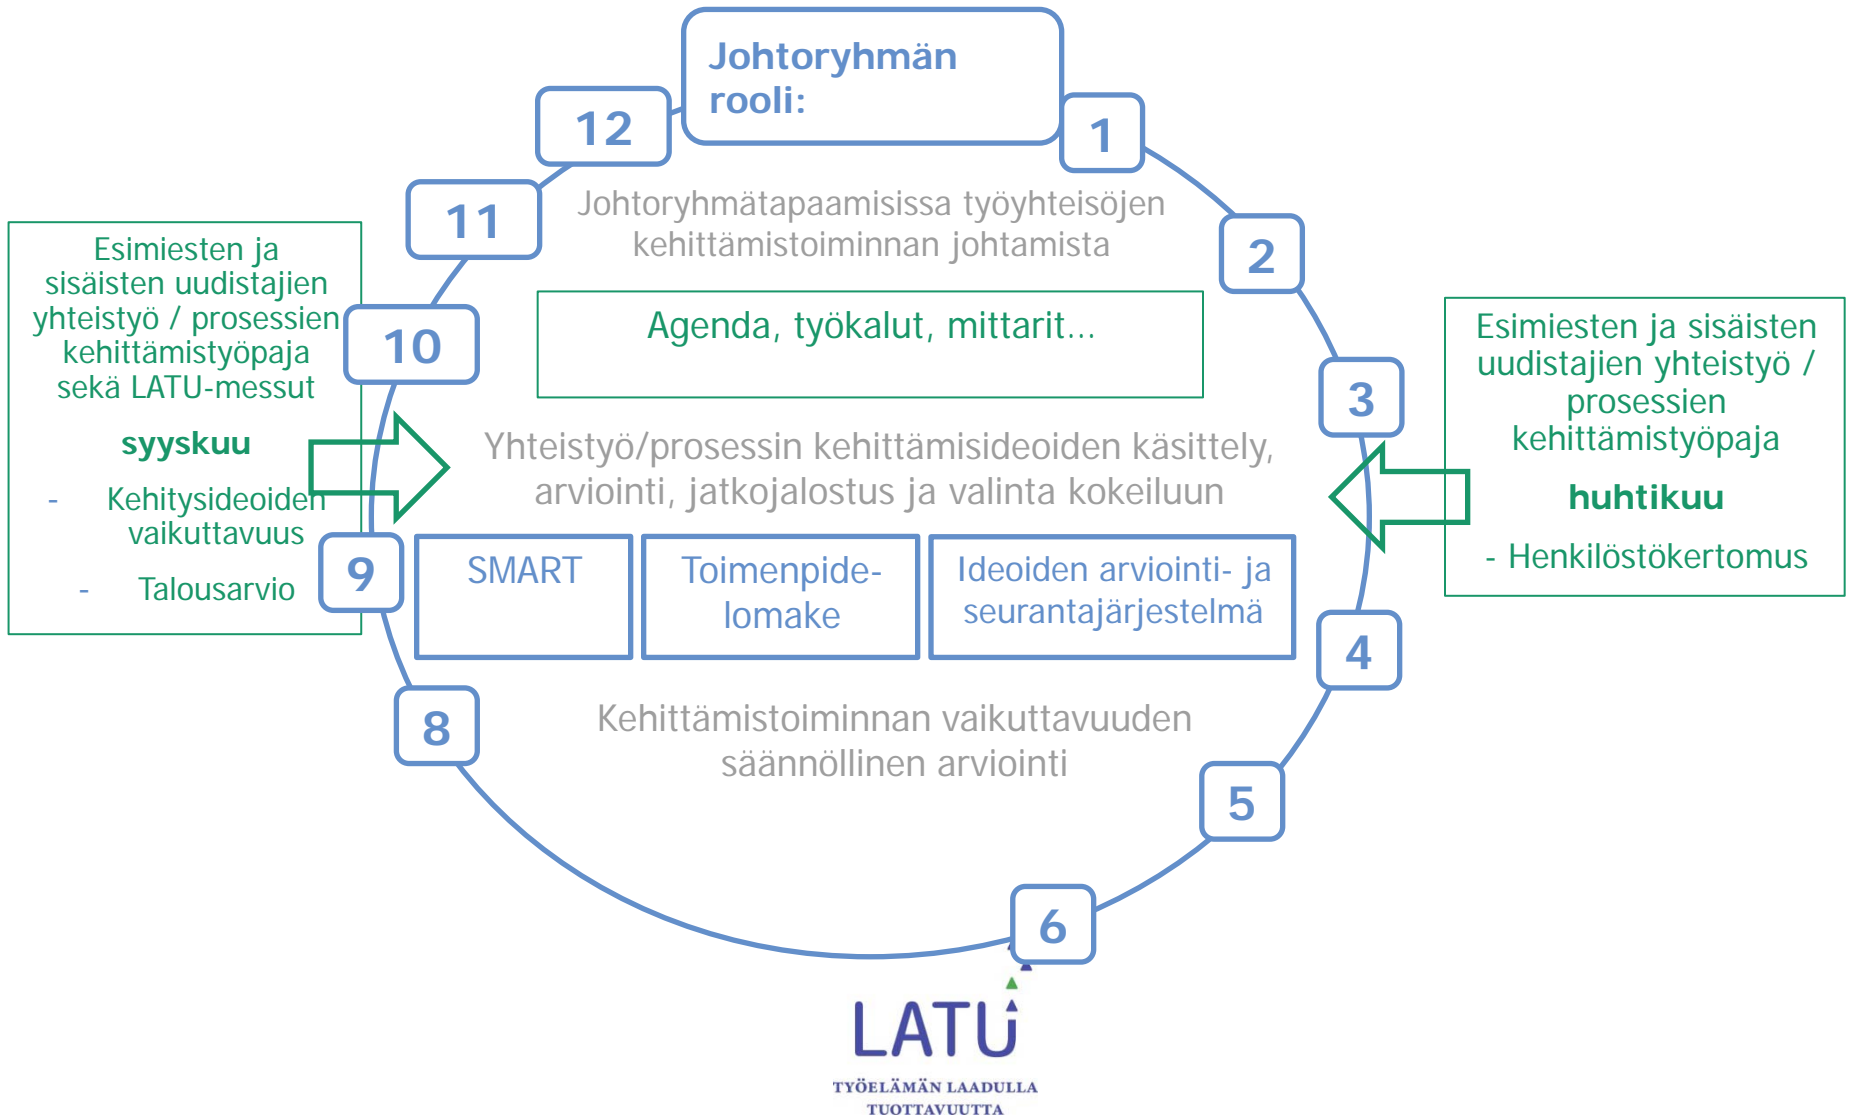 Johtoryhmän
rooli:
12
1
11
2
10
3
9
4
8
5
6
Johtoryhmätapaamisissa työyhteisöjen
kehittämistoiminnan johtamista
Agenda, työkalut, mittarit...
Yhteistyö/prosessin kehittämisideoiden käsittely,
arviointi, jatkojalostus ja valinta kokeiluun
SMART
Toimenpide-
lomake
Ideoiden arviointi- ja
seurantajärjestelmä
Kehittämistoiminnan vaikuttavuuden
säännöllinen arviointi
Esimiesten ja
sisäisten uudistajien
yhteistyö / prosessien
kehittämistyöpaja
sekä LATU-messut
syyskuu
- Kehitysideoiden
vaikuttavuus
- Talousarvio
Esimiesten ja sisäisten
uudistajien yhteistyö /
prosessien
kehittämistyöpaja
huhtikuu
- Henkilöstökertomus
LATU
TYÖELÄMÄN LAADULLA
TUOTTAVUUTTA